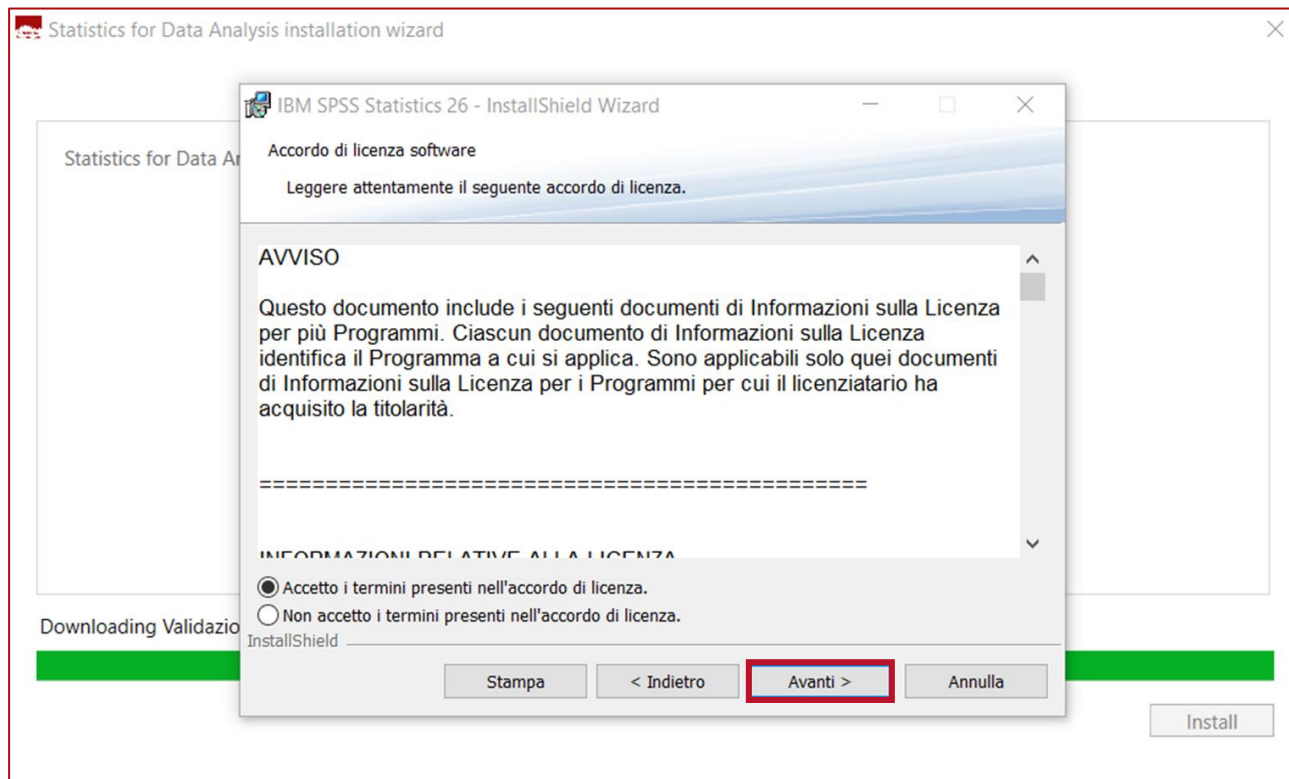 Statistics for Data Analysis installation wizard
IBM SPSS Statistics 26 - InstallShield Wizard
Statistics for Data
Accordo di licenza software
Leggere attentamente il seguente accordo di licenza.
AVVISO
Questo documento include i seguenti documenti di Informazioni sulla Licenza
per più Programmi. Ciascun documento di Informazioni sulla Licenza
identifica il Programma a cui si applica. Sono applicabili solo quei documenti
di Informazioni sulla Licenza per i Programmi per cui il licenziatario ha
acquisito la titolarità.
================================================
INFORMAZIONI RELATIVE ALLA LICENZA
Accetto i termini presenti nell'accordo di licenza.
Non accetto i termini presenti nell'accordo di licenza.
Downloading Validazio
InstallShield
Stampa
< Indietro
Avanti >
Annulla
Install